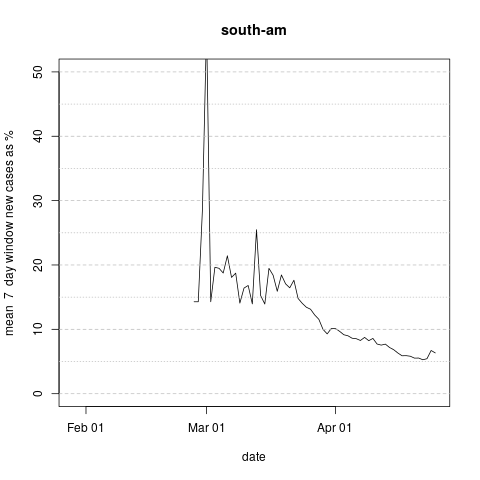 south-am
mean  7  day window new cases as %
50
40
30
20
10
0
Feb 01
Mar 01
Apr 01
date